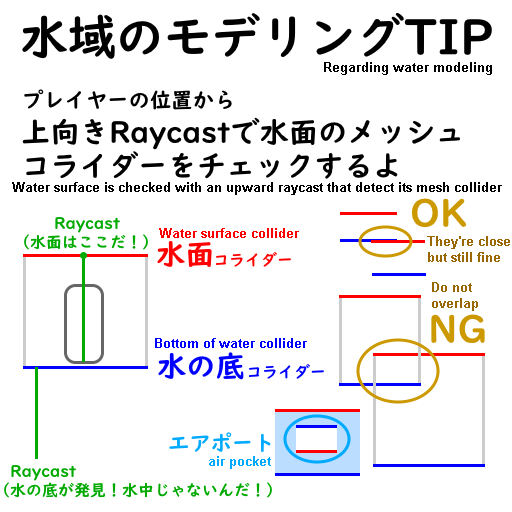 水域のモデリングTIP
Regarding water modeling
プレイヤーの位置から
上向きRaycastで水面のメッシュ
コライダーをチェックするよ
Water surface is checked with an upward raycast that detect its mesh collider
Raycast
(水面はここだ!)
Water surface collider
水面コライダー
OK
They're close
but still fine
Do not
overlap
NG
Bottom of water collider
水の底コライダー
エアポート
air pocket
Raycast
(水の底が発見!水中じゃないんだ!)